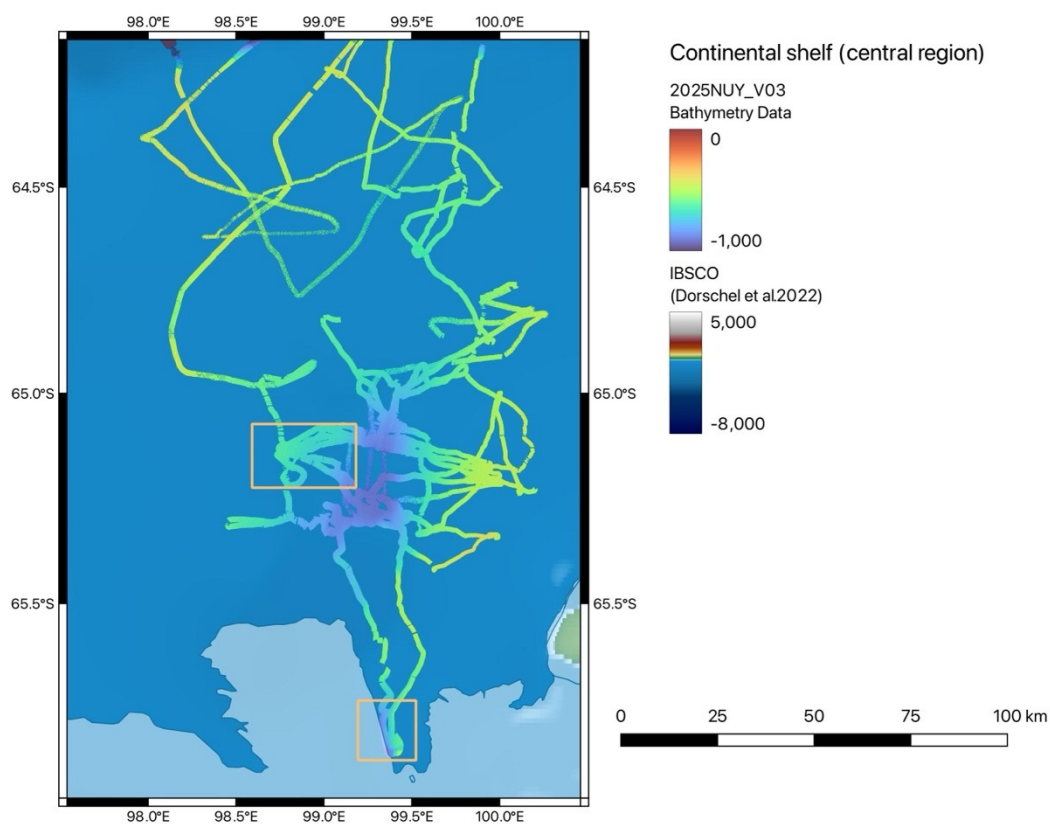 98.0°E 98.5°E 99.0°E 99.5°E 100.0°E
64.5°S 64.5°S
65.0°S 65.0°S
65.5°S 65.5°S
98.0°E 98.5°E 99.0°E 99.5°E 100.0°E
Continental shelf (central region)
2025NUY_V03
Bathymetry Data
0
-1,000
IBSCO
(Dorschel et al.2022)
5,000
-8,000
0 25 50 75 100 km